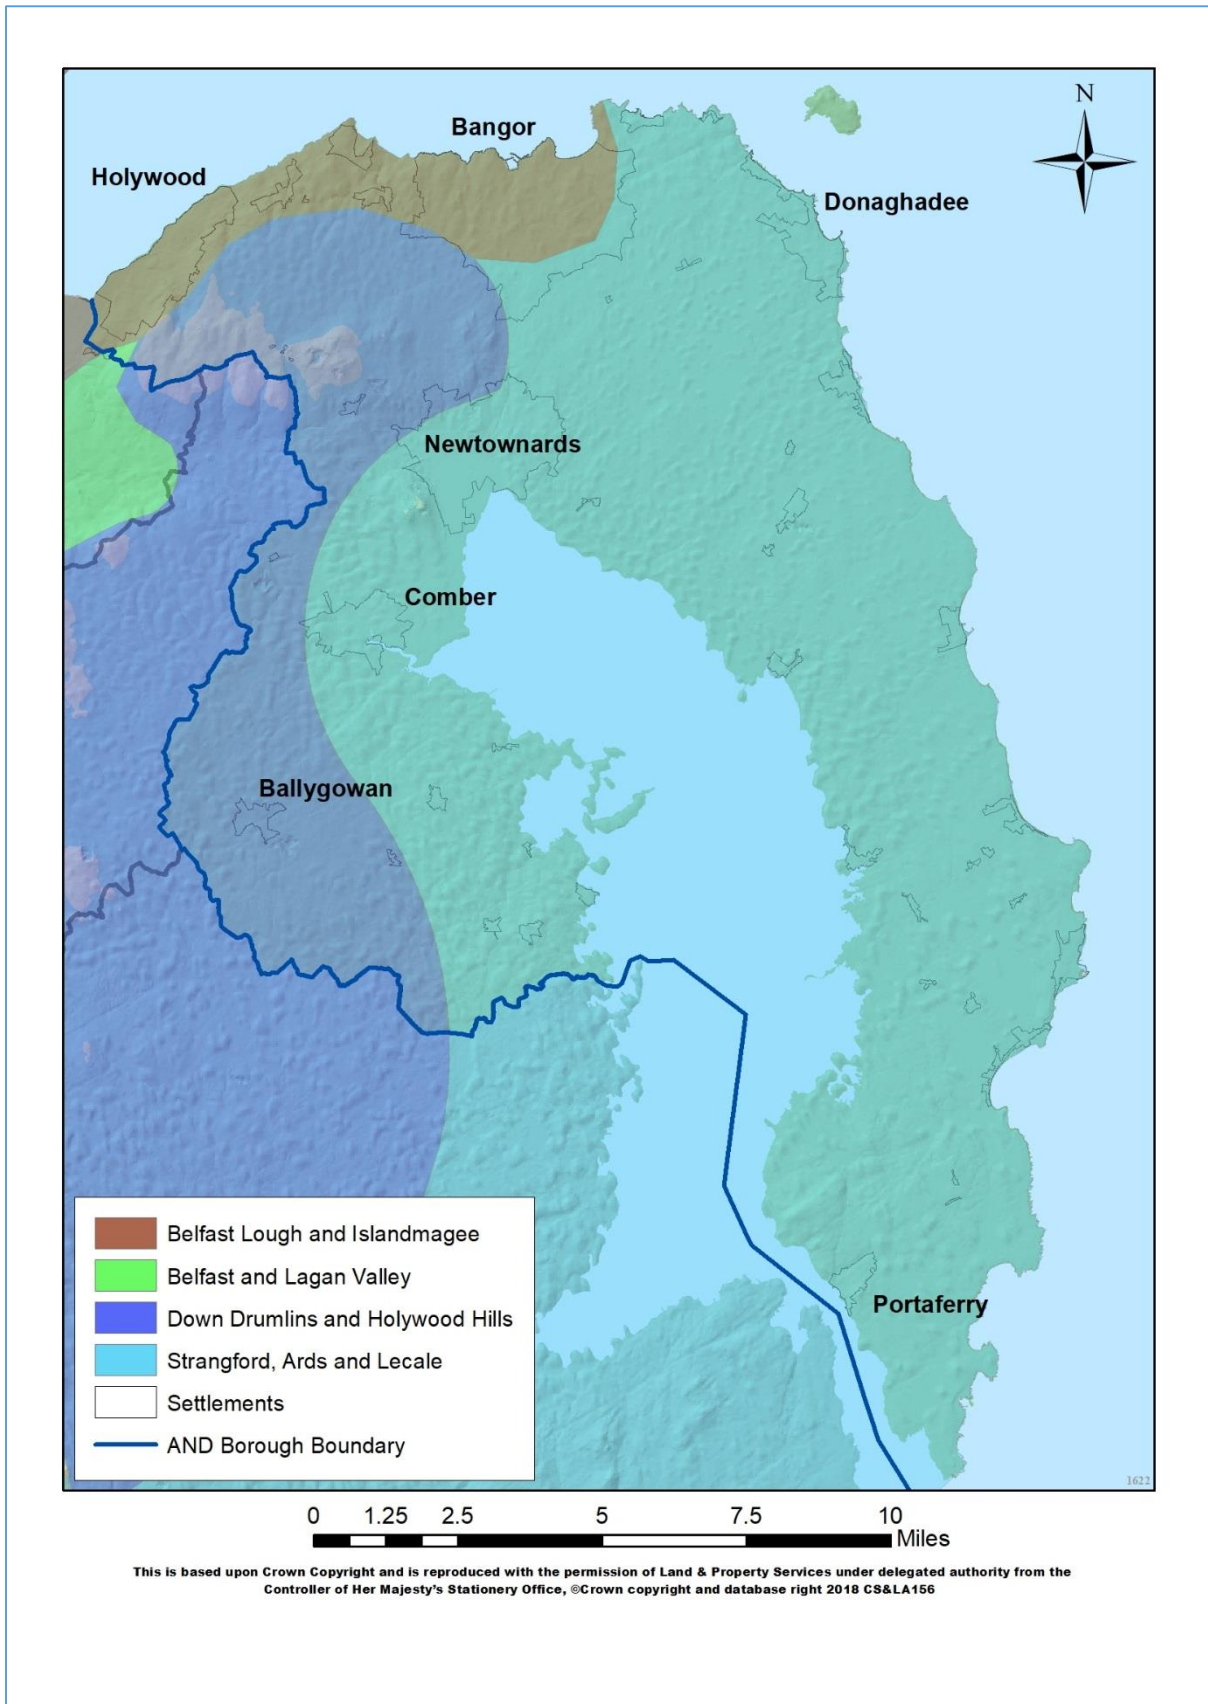 N
Bangor
Holywood
Donaghadee
Newtownards
Comber
Ballygowan
Portaferry
Belfast Lough and Islandmagee
Belfast and Lagan Valley
Down Drumlins and Holywood Hills
Strangford, Ards and Lecale
Settlements
AND Borough Boundary
1622
0 1.25 2.5 5 7.5 10
Miles
This is based upon Crown Copyright and is reproduced with the permission of Land & Property Services under delegated authority from the
Controller of Her Majesty's Stationery Office, ©Crown copyright and database right 2018 CS&LA156